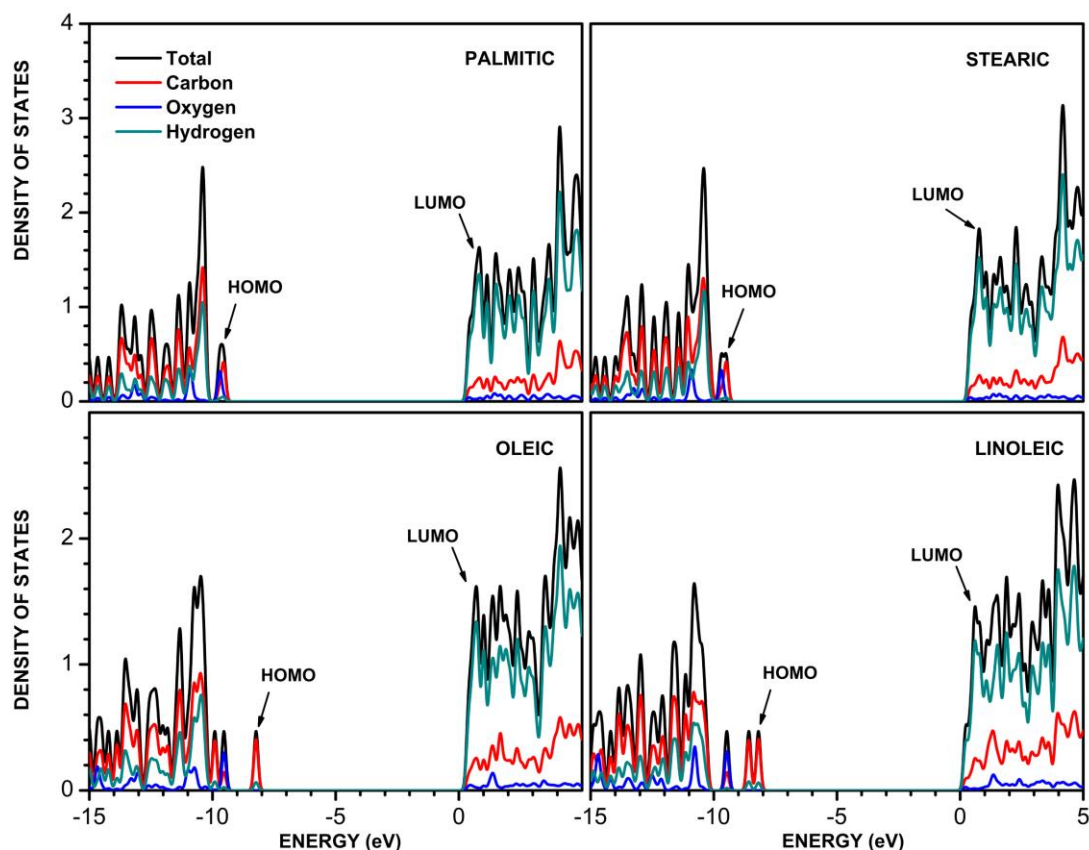 4
3
2
1
0
DENSITY OF STATES
Total
Carbon
Oxygen
Hydrogen
PALMITIC
LUMO
HOMO
STEARIC
LUMO
HOMO
2
1
0
DENSITY OF STATES
OLEIC
LUMO
HOMO
LINOLEIC
LUMO
HOMO
-15 -10 -5 0 -15 -10 -5 0 5
ENERGY (eV) ENERGY (eV)